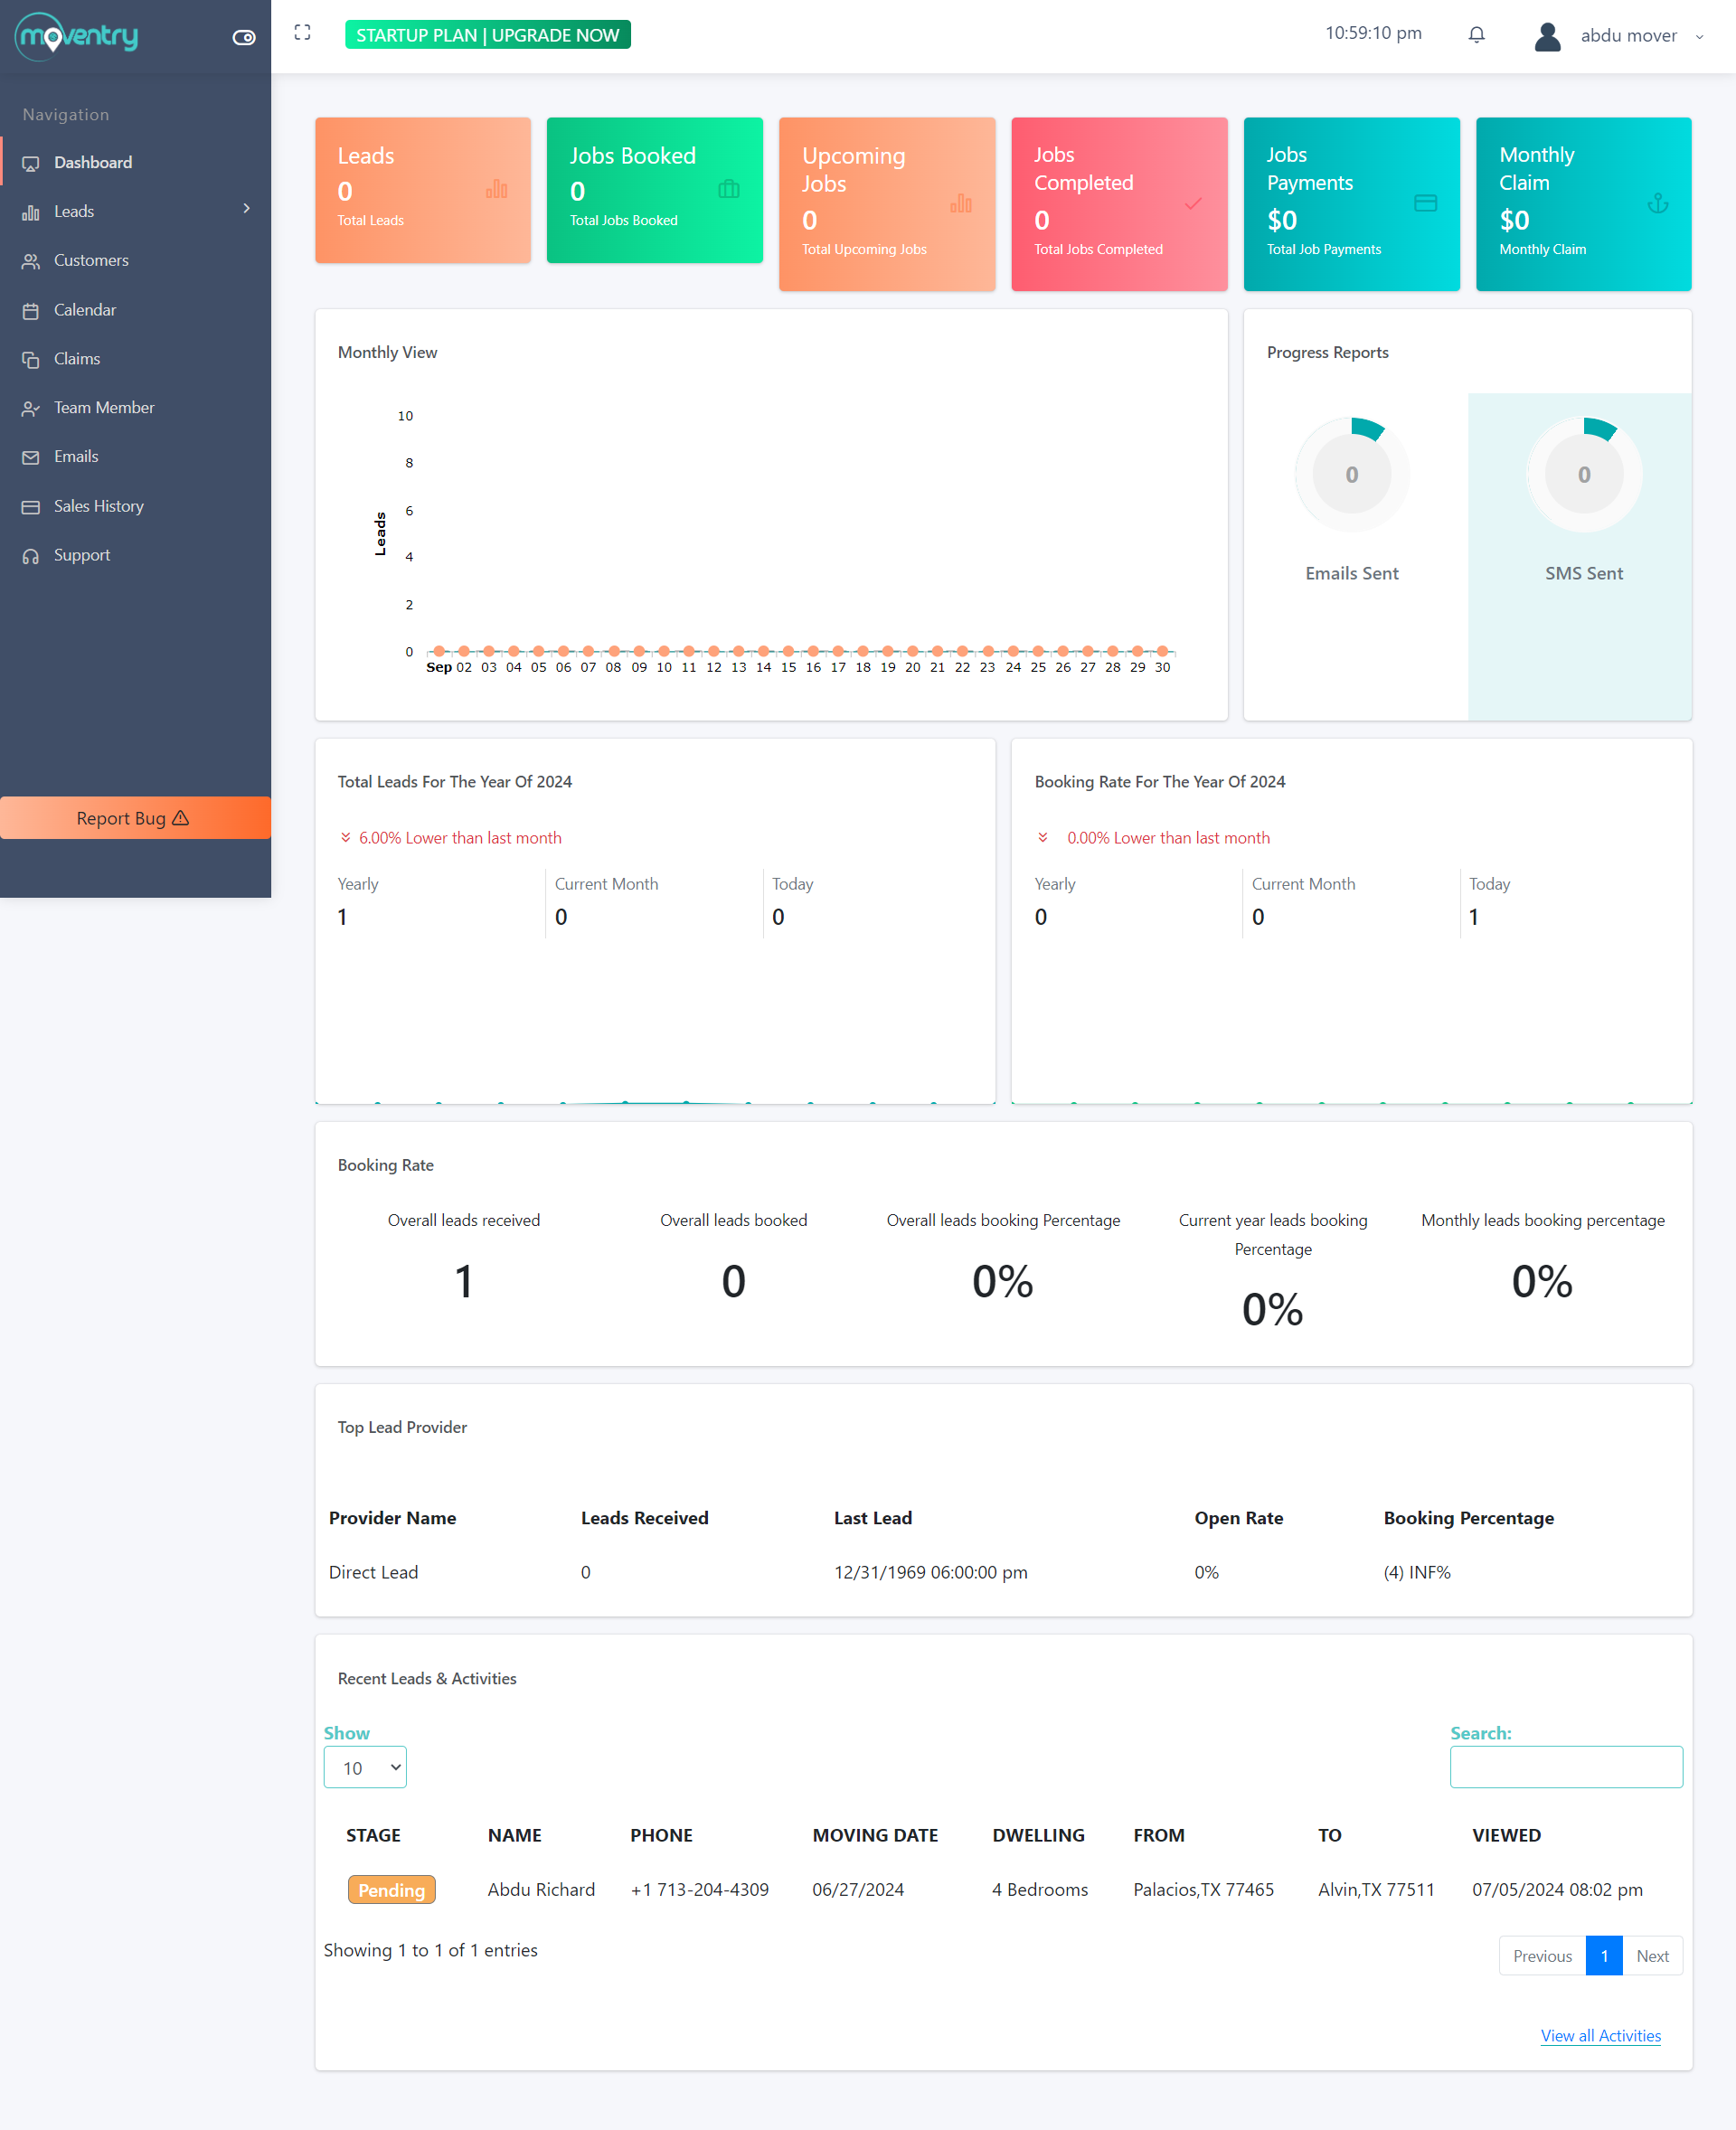 moventry
STARTUP PLAN | UPGRADE NOW
10:59:10 pm
abdu mover
Navigation
Dashboard
Leads
Customers
Calendar
Claims
Team Member
Emails
Sales History
Support
Report Bug
Leads
0
Total Leads
Jobs Booked
0
Total Jobs Booked
Upcoming
Jobs
0
Total Upcoming Jobs
Jobs
Completed
0
Total Jobs Completed
Jobs
Payments
$0
Total Job Payments
Monthly
Claim
$0
Monthly Claim
Monthly View
10
8
6
4
2
0
Leads
Sep 02 03 04 05 06 07 08 09 10 11 12 13 14 15 16 17 18 19 20 21 22 23 24 25 26 27 28 29 30
Progress Reports
0
Emails Sent
0
SMS Sent
Total Leads For The Year Of 2024
6.00% Lower than last month
Yearly Current Month Today
1 0 0
Booking Rate For The Year Of 2024
0.00% Lower than last month
Yearly Current Month Today
0 0 1
Booking Rate
Overall leads received
1
Overall leads booked
0
Overall leads booking Percentage
0%
Current year leads booking
Percentage
0%
Monthly leads booking percentage
0%
Top Lead Provider
Provider Name Leads Received Last Lead Open Rate Booking Percentage
Direct Lead 0 12/31/1969 06:00:00 pm 0% (4) INF%
Recent Leads & Activities
Show
10
Search:
STAGE NAME PHONE MOVING DATE DWELLING FROM TO VIEWED
Pending Abdu Richard +1 713-204-4309 06/27/2024 4 Bedrooms Palacios,TX 77465 Alvin,TX 77511 07/05/2024 08:02 pm
Showing 1 to 1 of 1 entries
Previous 1 Next
View all Activities